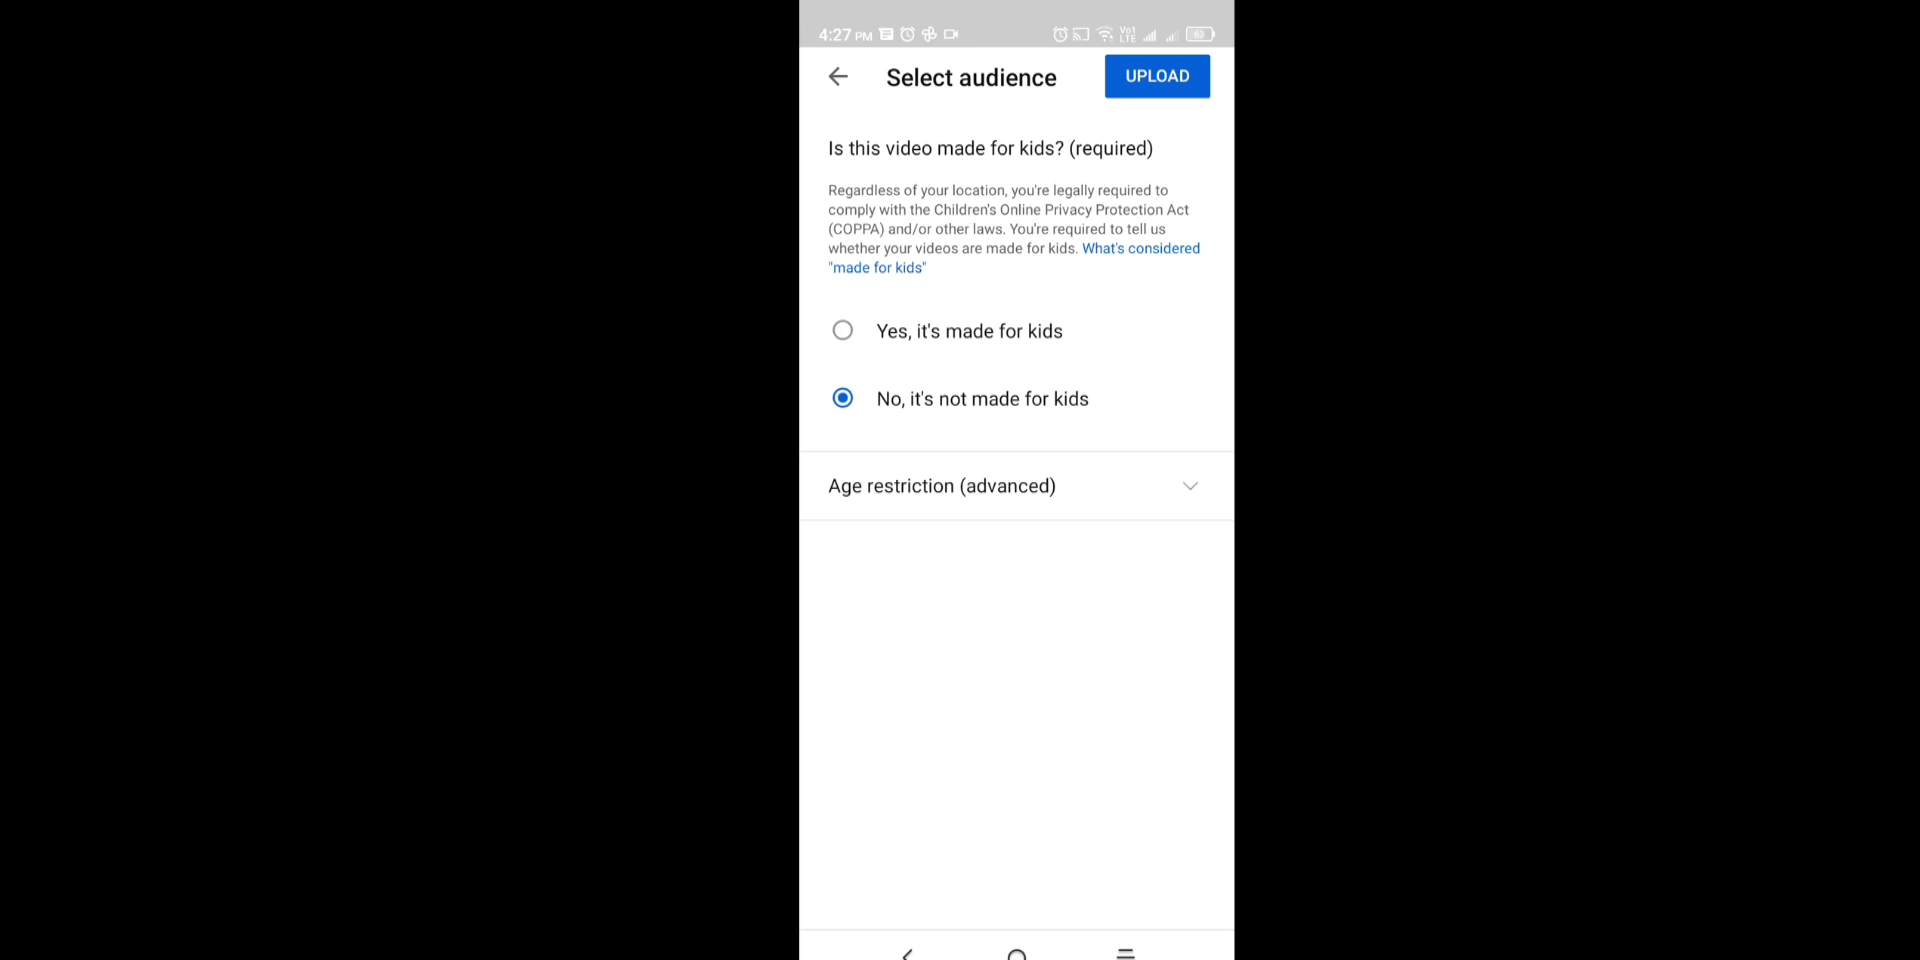 4:27 PM Vo1 LTE 63
Select audience
UPLOAD
Is this video made for kids? (required)
Regardless of your location, you're legally required to
comply with the Children's Online Privacy Protection Act
(COPPA) and/or other laws. You're required to tell us
whether your videos are made for kids. What's considered
"made for kids"
Yes, it's made for kids
No, it's not made for kids
Age restriction (advanced)